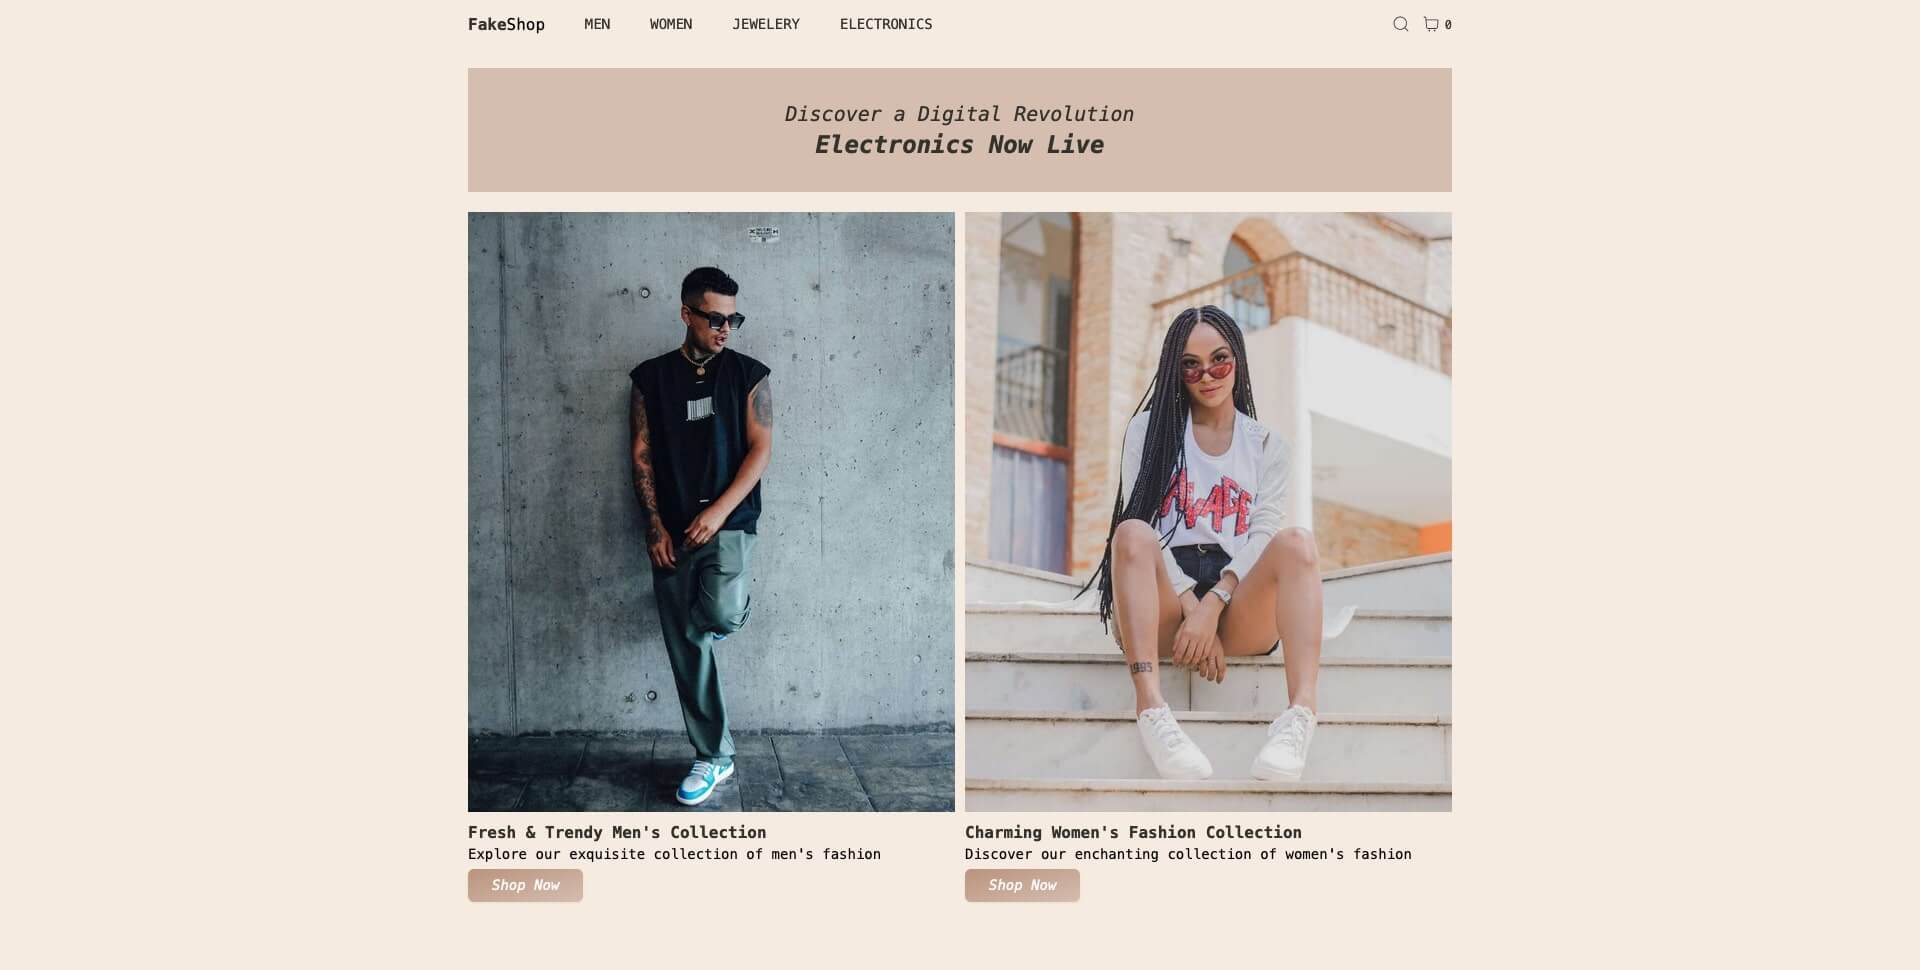 FakeShop MEN WOMEN JEWELERY ELECTRONICS 0
Discover a Digital Revolution
Electronics Now Live
1993
Fresh & Trendy Men's Collection
Explore our exquisite collection of men's fashion
Shop Now
Charming Women's Fashion Collection
Discover our enchanting collection of women's fashion
Shop Now